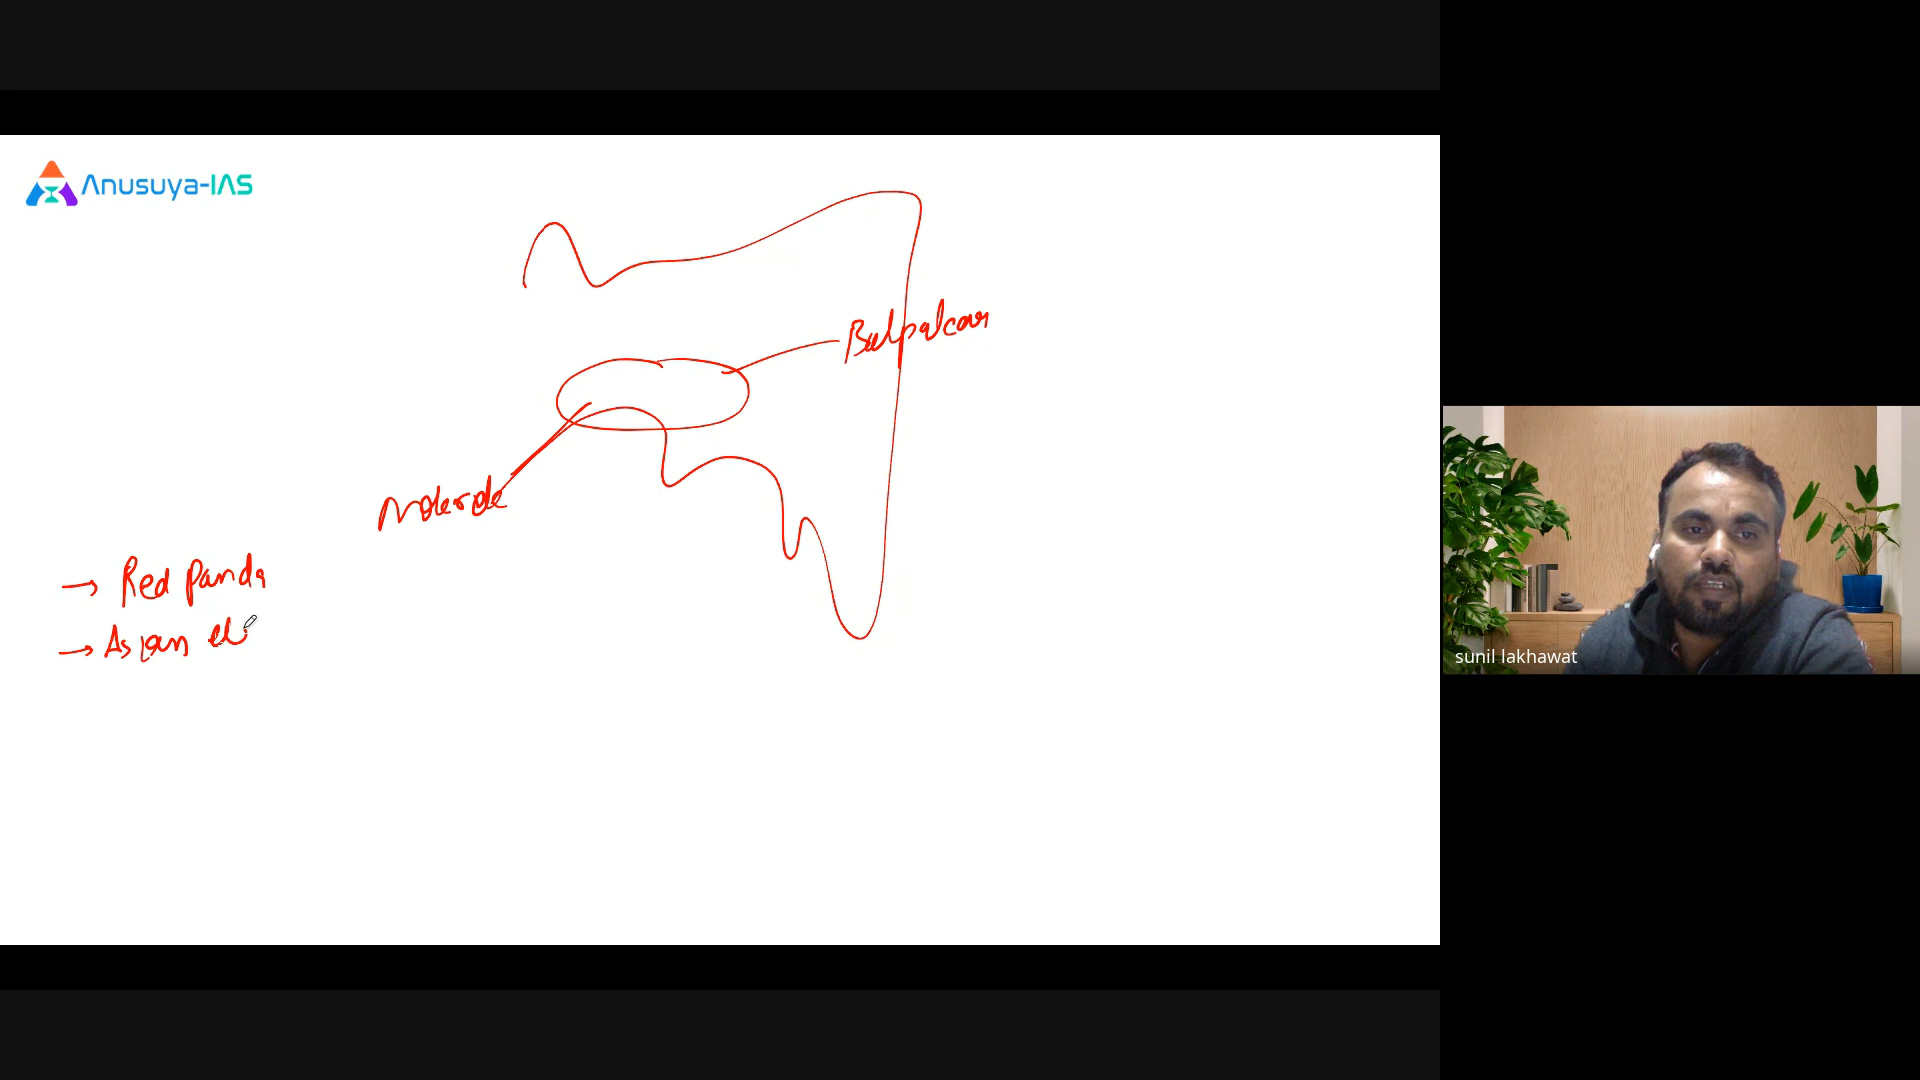 Anusuya-IAS
Balpakram
Nokrek
→ Red Panda
→ Asian el
sunil lakhawat